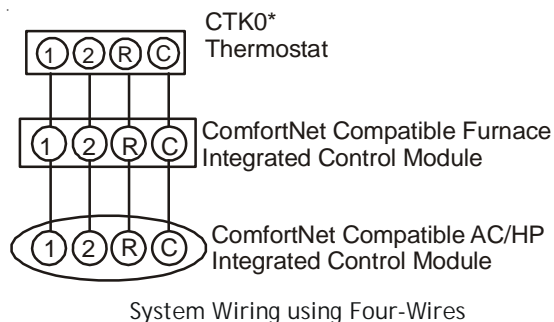 CTK0*
Thermostat
1 2 R C
ComfortNet Compatible Furnace
Integrated Control Module
1 2 R C
ComfortNet Compatible AC/HP
Integrated Control Module
1 2 R C
System Wiring using Four-Wires